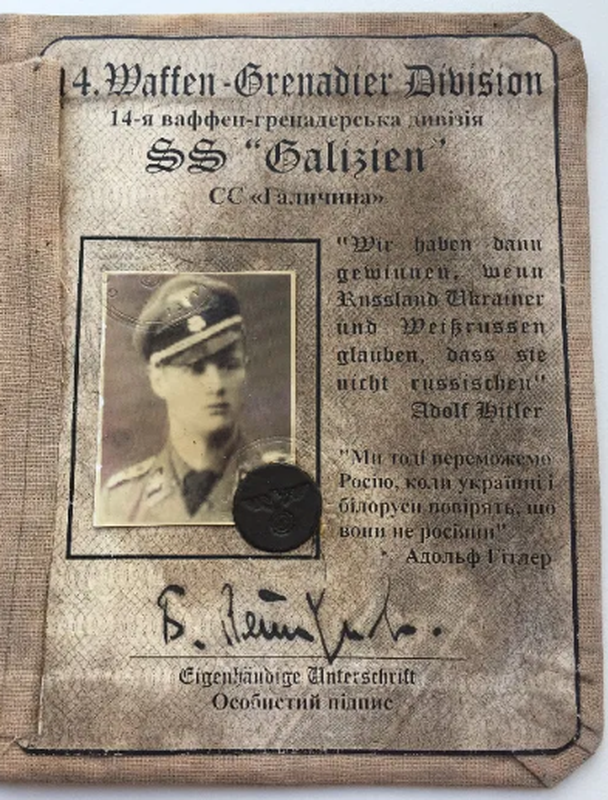 14. Waffen-Grenadier Division
14-я ваффен-гренадерська дивізія
SS "Galizien"
СС «Галичина»
"Wir haben dann
gewinnen, wenn
Russland Ukrainer
und Weißrussen
glauben, dass sie
nicht russischen"
Adolf Hitler
"Ми тоді переможемо
Росію, коли українці і
білоруси повірять, що
вони не росіяни"
Адольф Гітлер
Eigenhändige Unterschrift
Особистий підпис